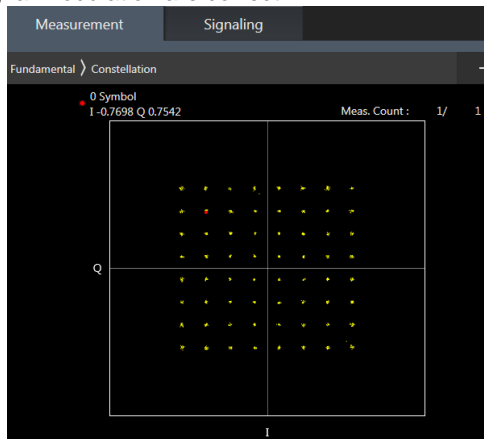 Measurement Signaling
Fundamental 〉 Constellation
0 Symbol
I -0.7698 Q 0.7542 Meas. Count : 1/ 1
Q
I